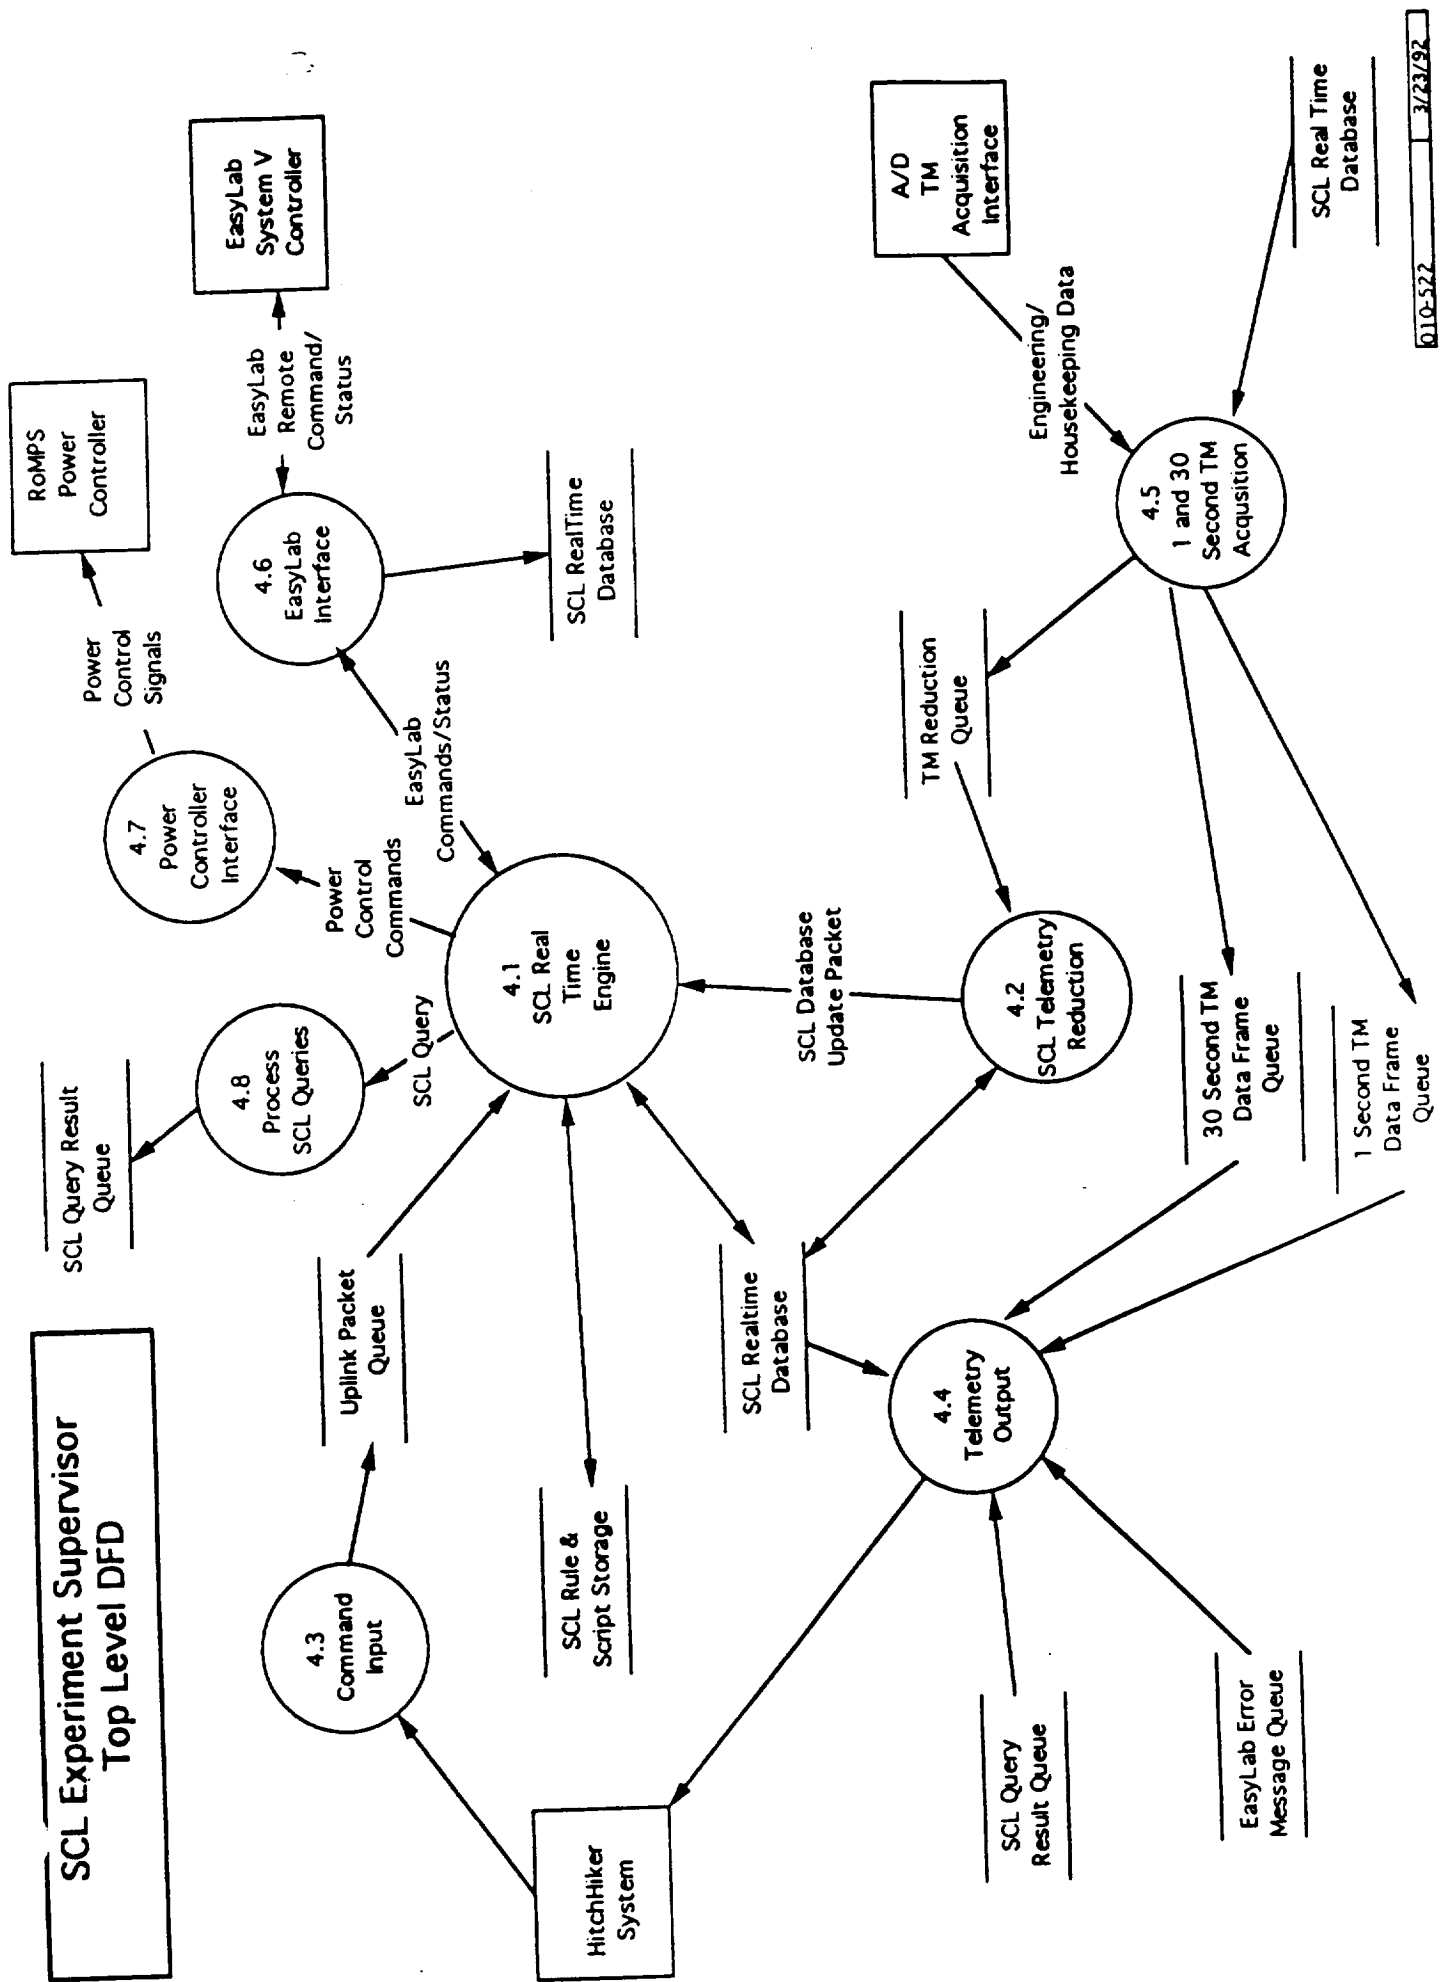 SCL Experiment Supervisor
Top Level DFD
SCL Query Result
Queue
4.8
Process
SCL Queries
SCL Query
4.7
Power
Controller
Interface
Power
Control
Signals
RoMPS
Power
Controller
Power
Control
Commands
EasyLab
System V
Controller
EasyLab
Remote
Command/
Status
4.6
EasyLab
Interface
EasyLab
Commands/Status
SCL RealTime
Database
4.3
Command
Input
Uplink Packet
Queue
4.1
SCL Real
Time
Engine
HitchHiker
System
SCL Rule &
Script Storage
SCL Realtime
Database
SCL Database
Update Packet
4.2
SCL Telemetry
Reduction
TM Reduction
Queue
A/D
TM
Acquisition
Interface
Engineering/
Housekeeping Data
4.5
1 and 30
Second TM
Acqusition
SCL Real Time
Database
4.4
Telemetry
Output
SCL Query
Result Queue
EasyLab Error
Message Queue
30 Second TM
Data Frame
Queue
1 Second TM
Data Frame
Queue
010-522 3/23/92